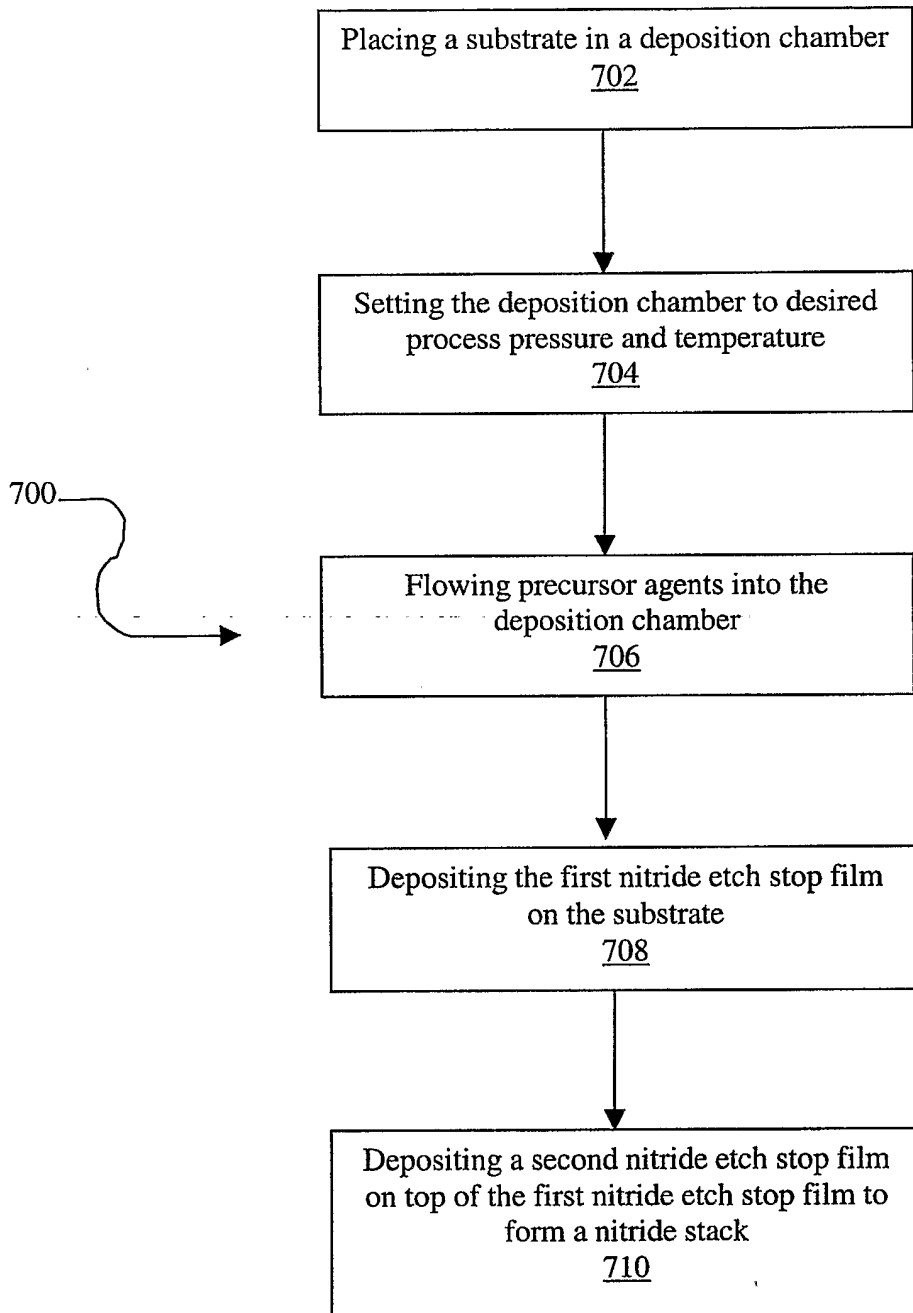 Placing a substrate in a deposition chamber
702
Setting the deposition chamber to desired
process pressure and temperature
704
700
Flowing precursor agents into the
deposition chamber
706
Depositing the first nitride etch stop film
on the substrate
708
Depositing a second nitride etch stop film
on top of the first nitride etch stop film to
form a nitride stack
710